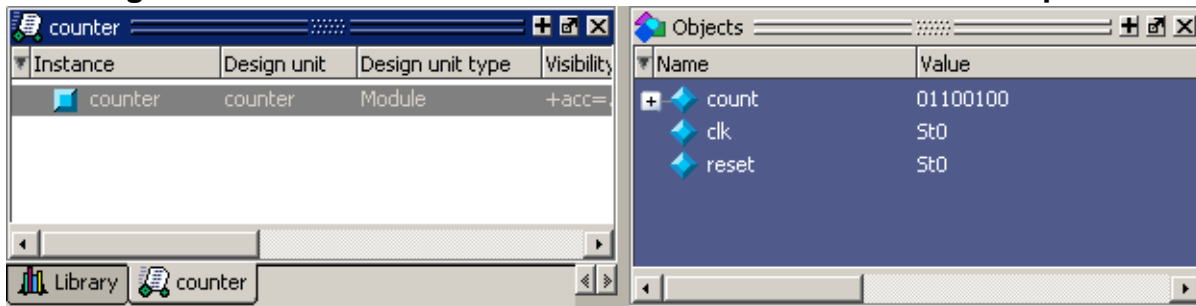 counter
Instance Design unit Design unit type Visibility
counter counter Module +acc=
Library counter
Objects
Name Value
count 01100100
clk St0
reset St0